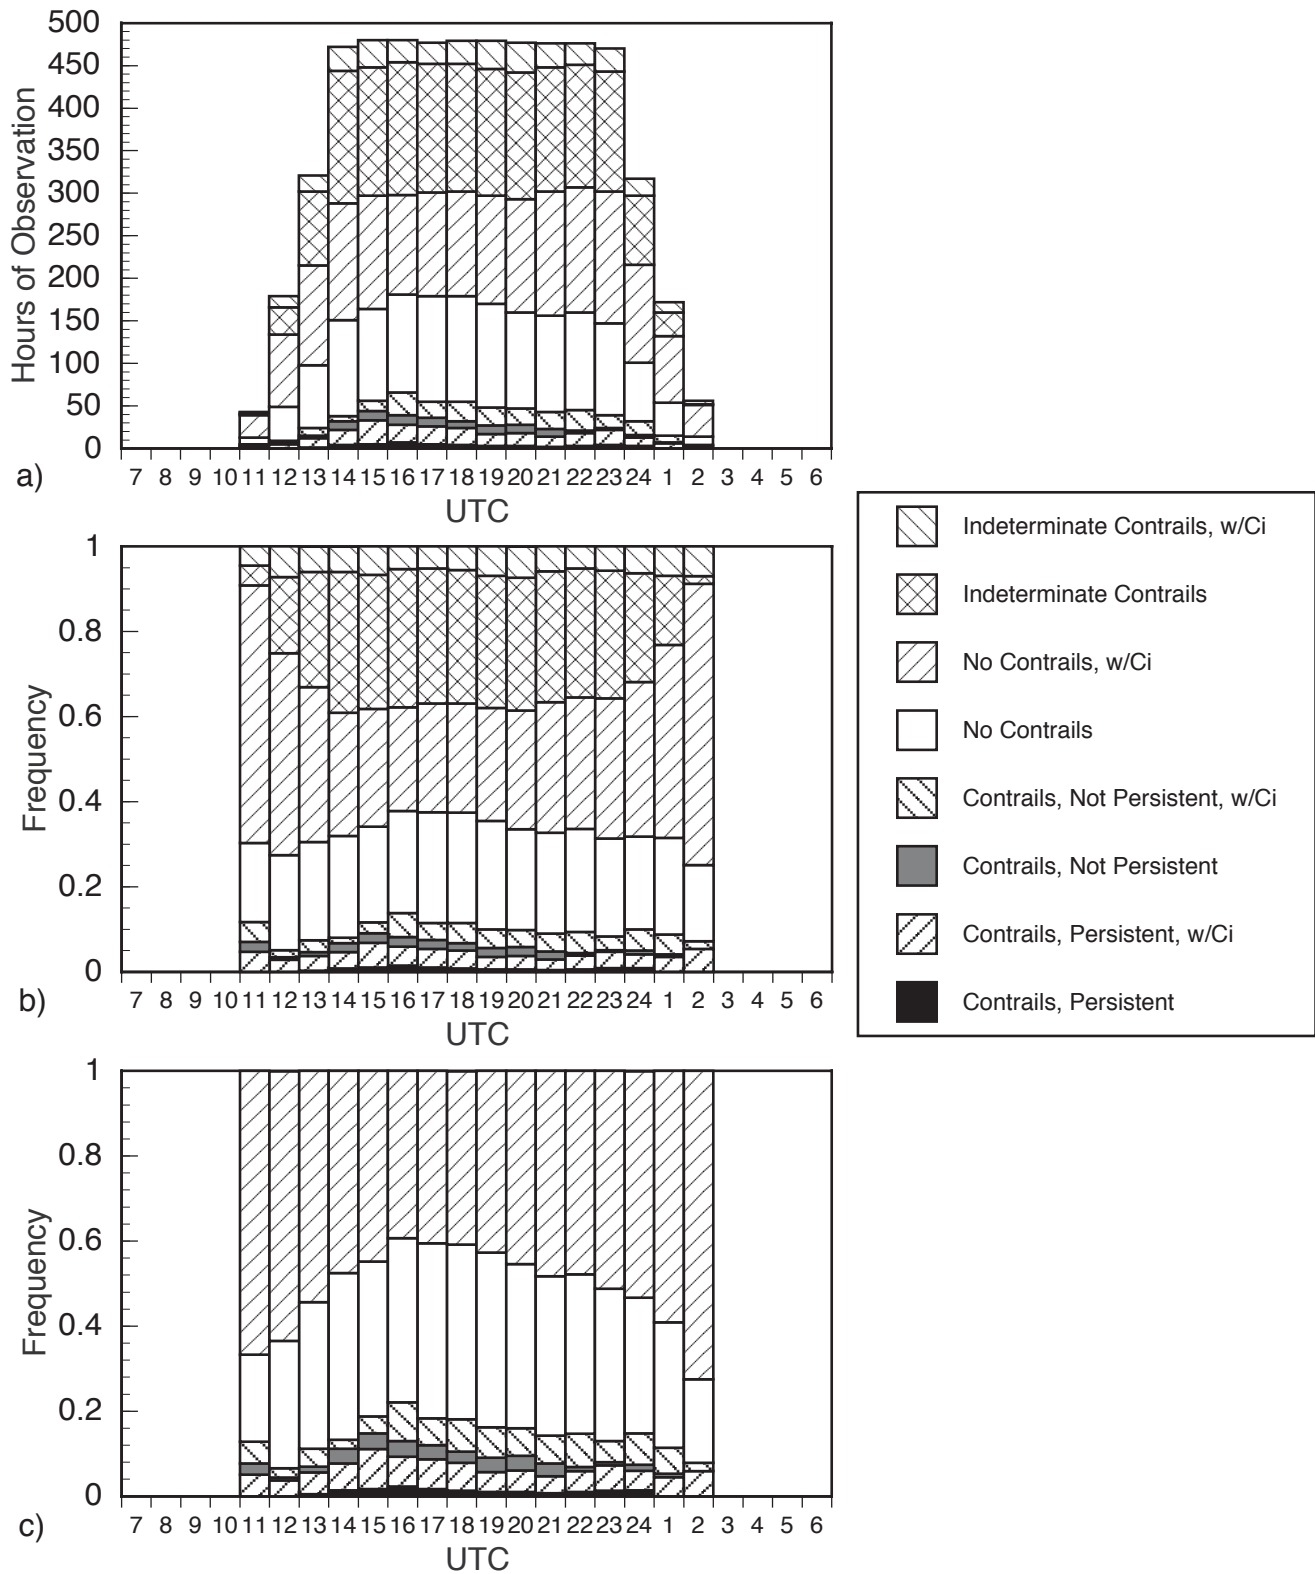 500
450
400
350
300
250
200
150
100
50
0
Hours of Observation
7 8 9 10 11 12 13 14 15 16 17 18 19 20 21 22 23 24 1 2 3 4 5 6
a)
UTC
1
0.8
0.6
0.4
0.2
0
Frequency
7 8 9 10 11 12 13 14 15 16 17 18 19 20 21 22 23 24 1 2 3 4 5 6
b)
UTC
1
0.8
0.6
0.4
0.2
0
Frequency
7 8 9 10 11 12 13 14 15 16 17 18 19 20 21 22 23 24 1 2 3 4 5 6
c)
UTC
Indeterminate Contrails, w/Ci
Indeterminate Contrails
No Contrails, w/Ci
No Contrails
Contrails, Not Persistent, w/Ci
Contrails, Not Persistent
Contrails, Persistent, w/Ci
Contrails, Persistent